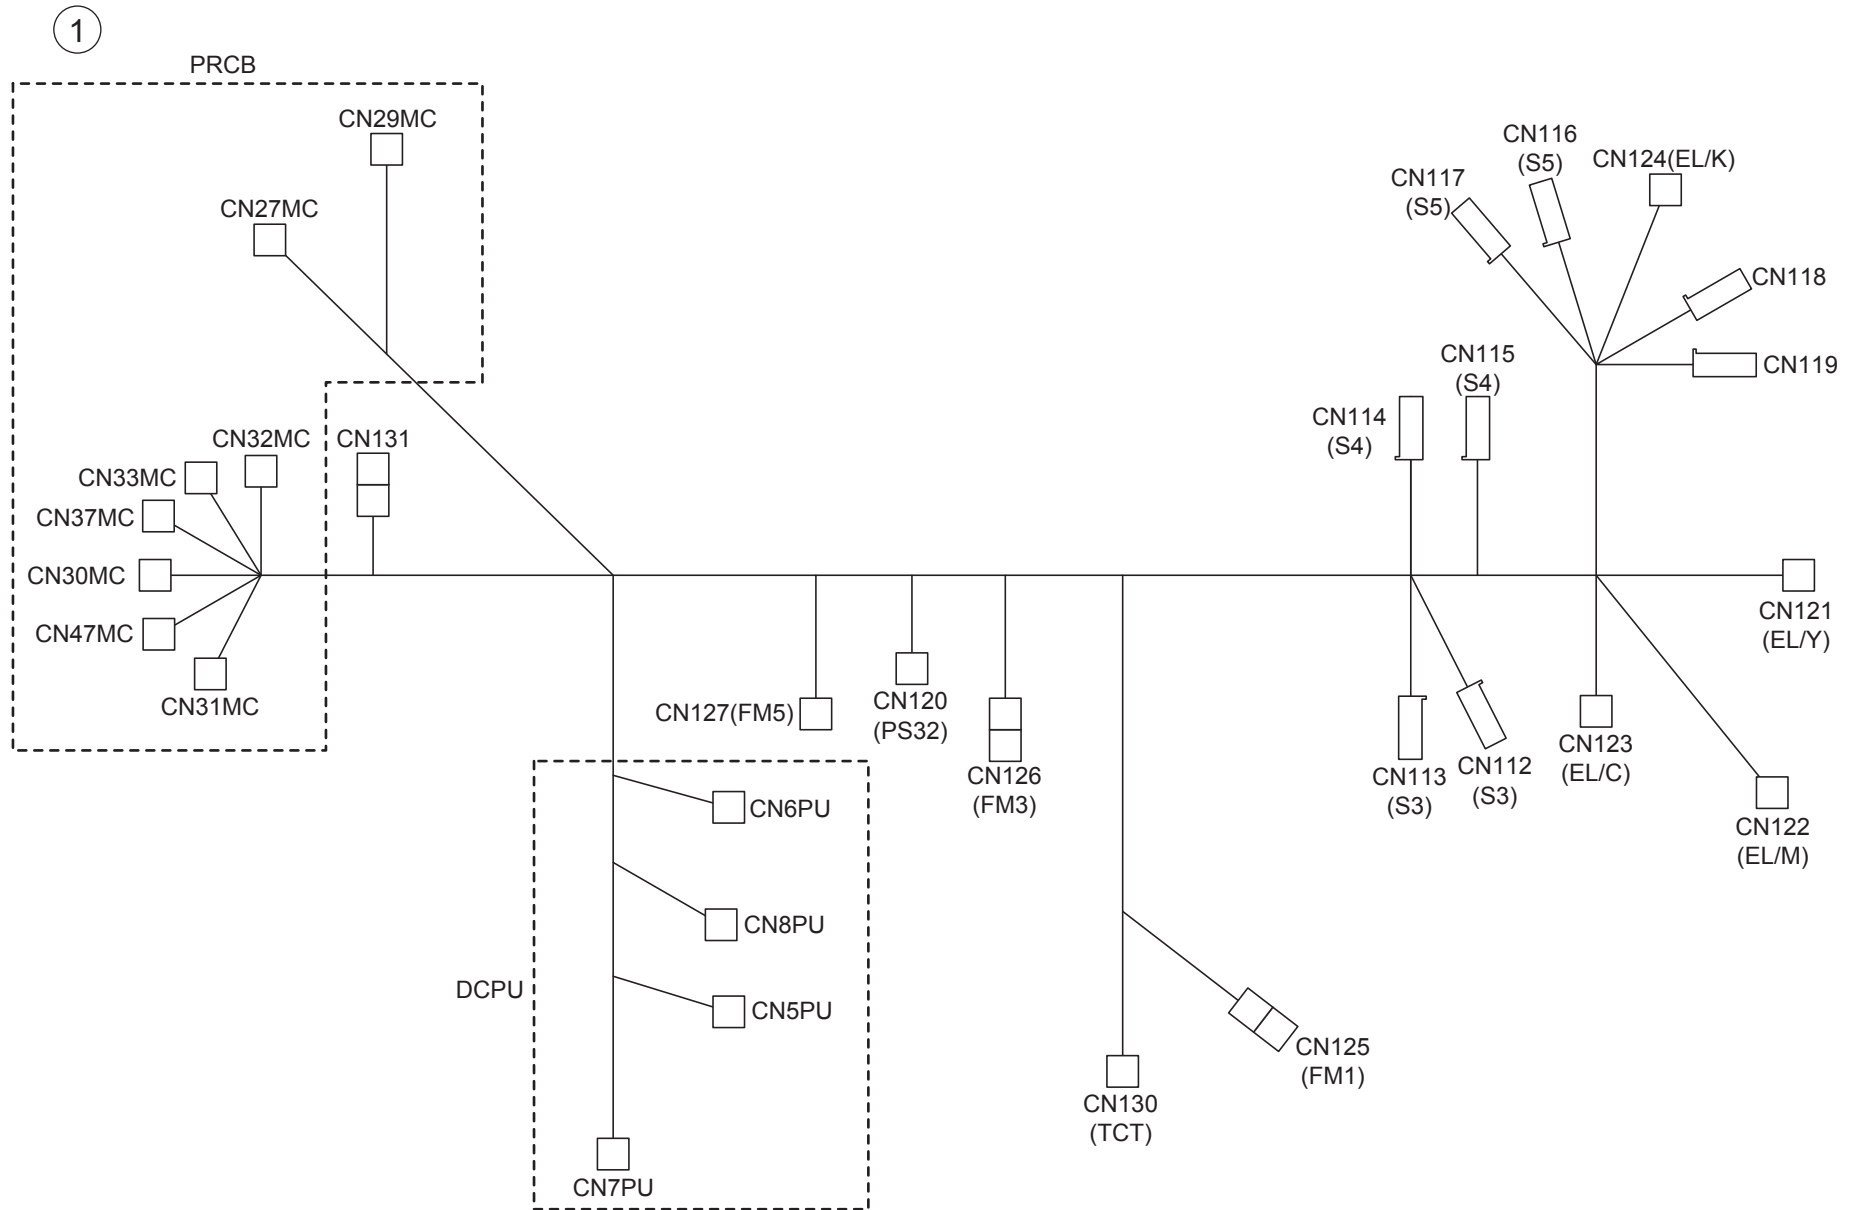 1
PRCB
CN29MC
CN27MC
CN116
(S5)
CN124(EL/K)
CN117
(S5)
CN118
CN119
CN115
(S4)
CN114
(S4)
CN32MC
CN131
CN33MC
CN37MC
CN30MC
CN47MC
CN31MC
CN121
(EL/Y)
CN127(FM5)
CN120
(PS32)
CN126
(FM3)
CN113
(S3)
CN112
(S3)
CN123
(EL/C)
CN122
(EL/M)
CN6PU
CN8PU
DCPU
CN5PU
CN7PU
CN125
(FM1)
CN130
(TCT)